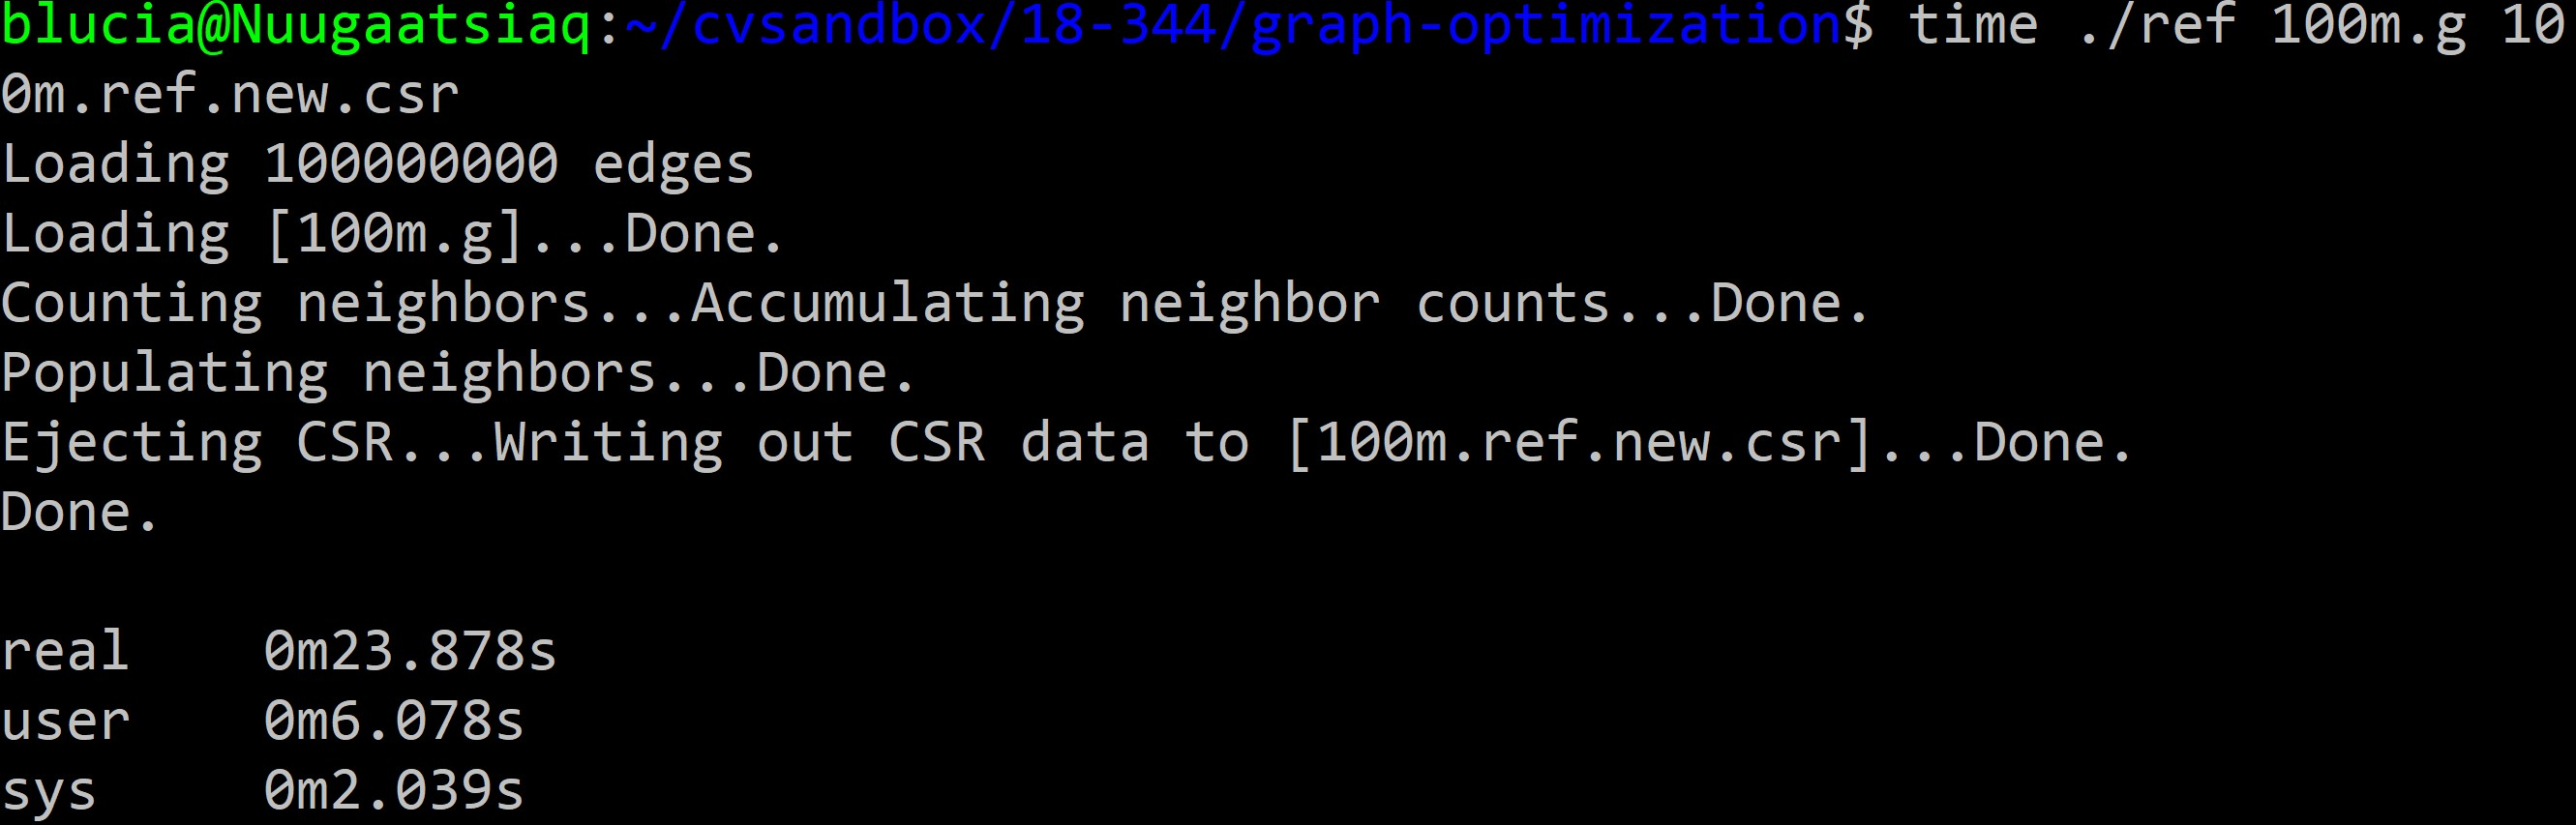 blucia@Nuugaatsiaq:~/cvsandbox/18-344/graph-optimization$ time ./ref 100m.g 10
0m.ref.new.csr
Loading 100000000 edges
Loading [100m.g]...Done.
Counting neighbors...Accumulating neighbor counts...Done.
Populating neighbors...Done.
Ejecting CSR...Writing out CSR data to [100m.ref.new.csr]...Done.
Done.
real 0m23.878s
user 0m6.078s
sys 0m2.039s